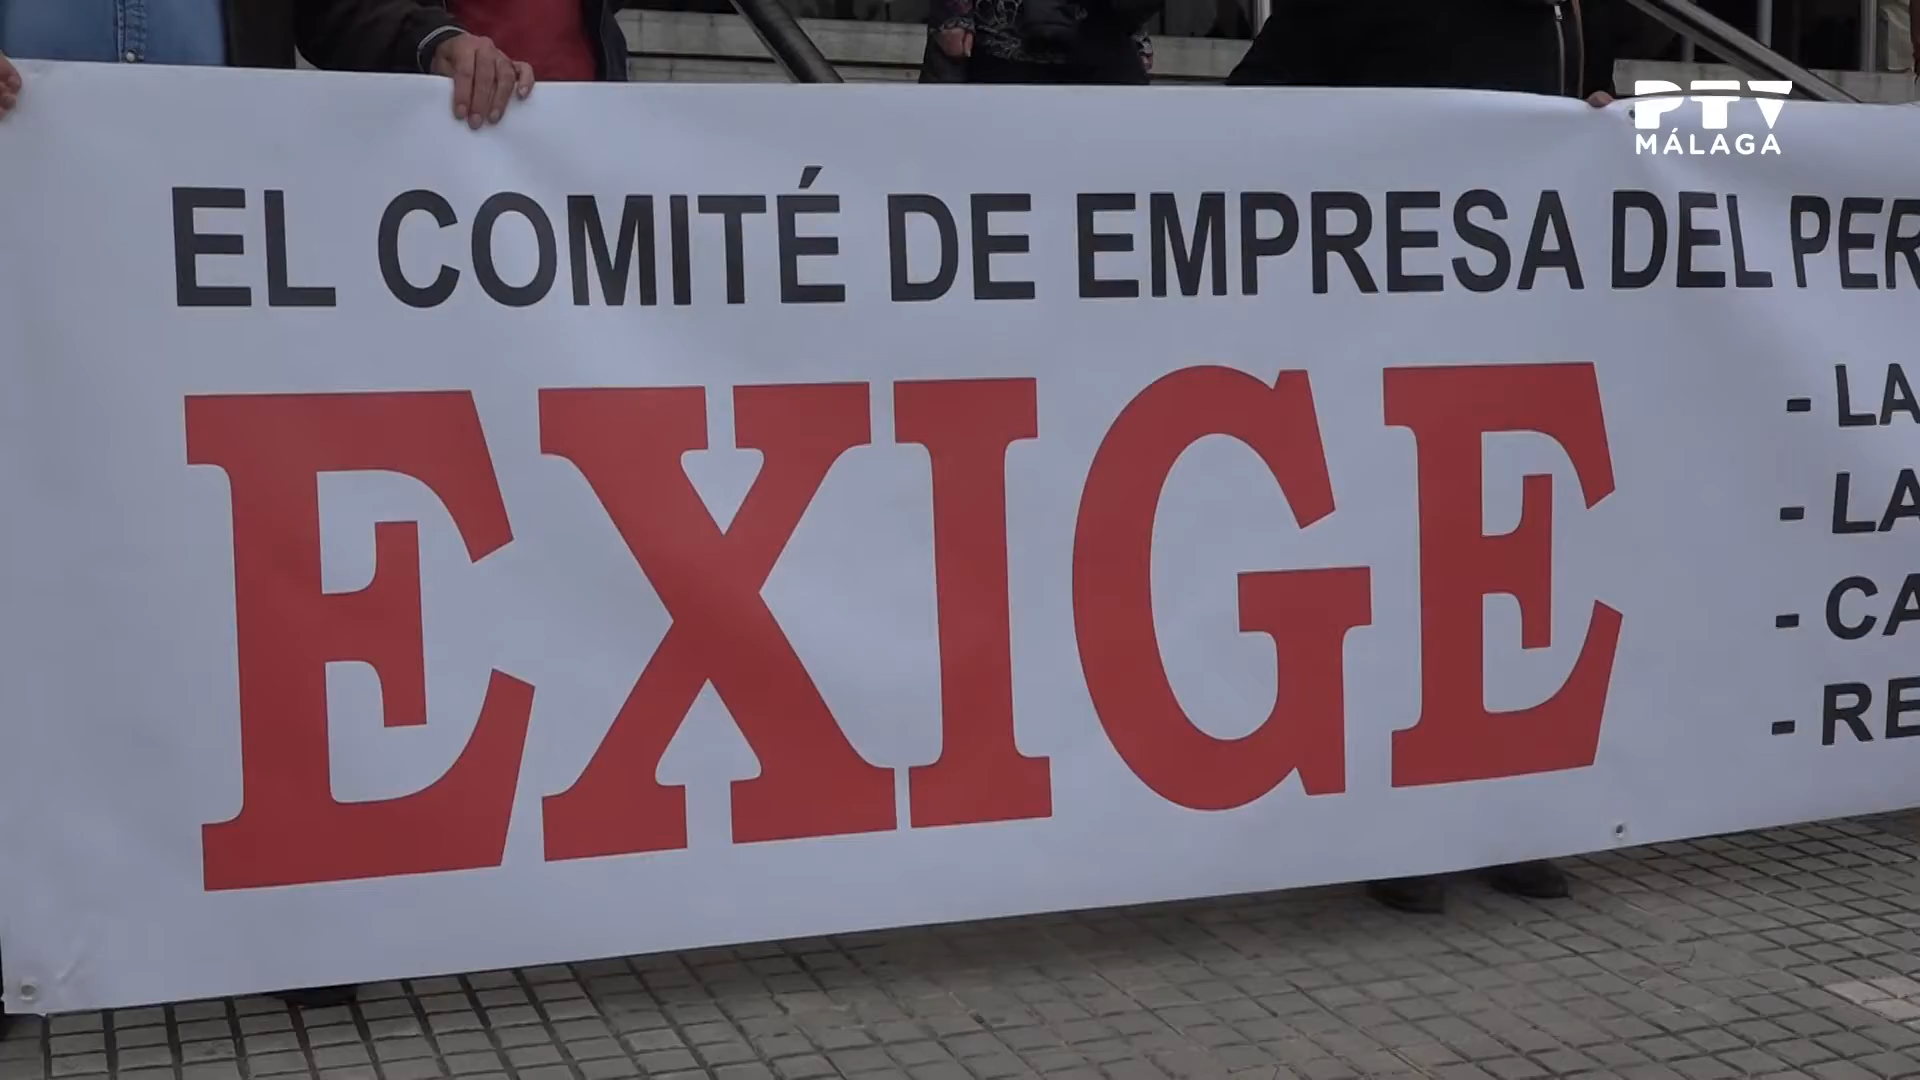 PTV
MÁLAGA
EL COMITÉ DE EMPRESA DEL PER
EXIGE
- LA
- LA
- CA
- RE